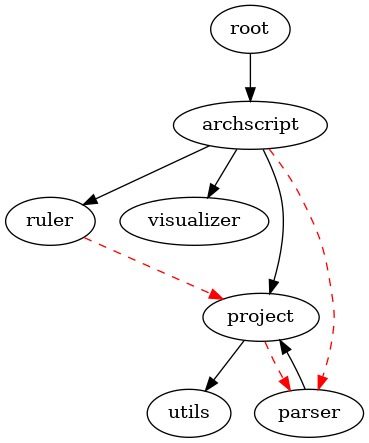 root
archscript
ruler
visualizer
project
utils
parser